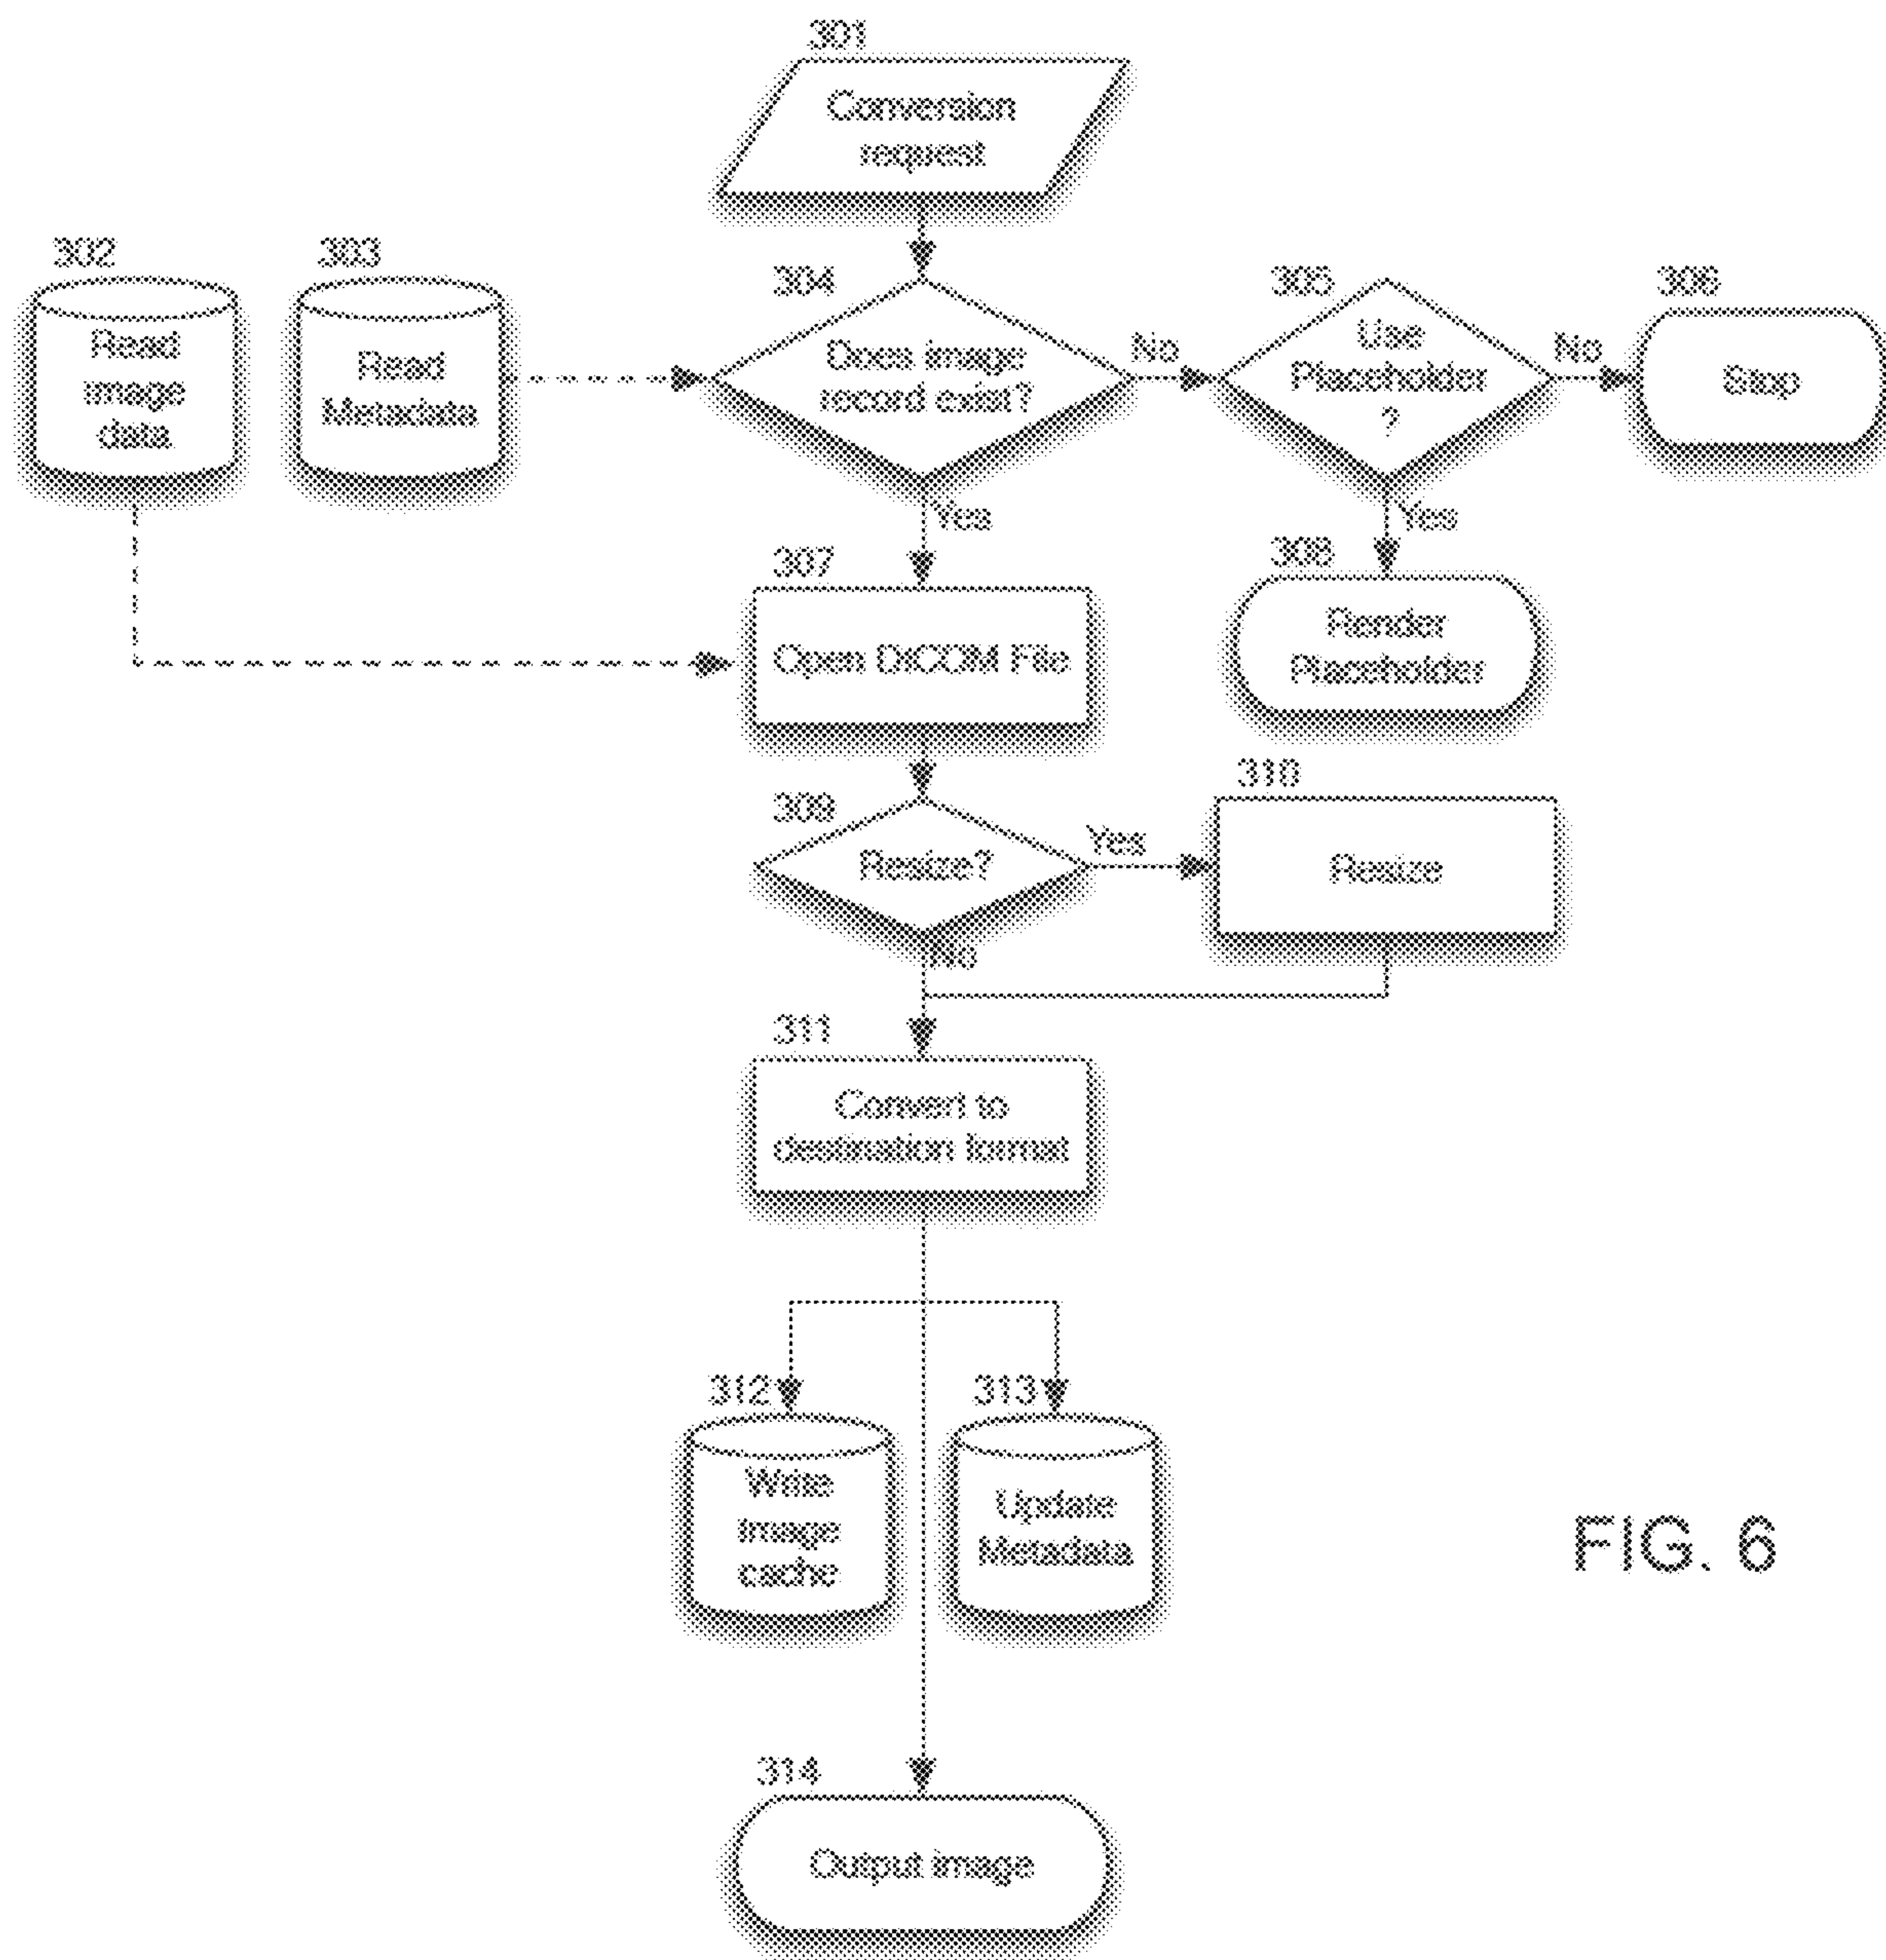 301
Conversion
request
302
Read
image
data
303
Read
Metadata
304
Does image
record exist?
No
305
Use
Placeholder
?
No
306
Stop
Yes
Yes
307
Open DICOM File
308
Render
Placeholder
309
Resize?
Yes
310
Resize
No
311
Convert to
destination format
312
Write
image
cache
313
Update
Metadata
FIG. 6
314
Output image